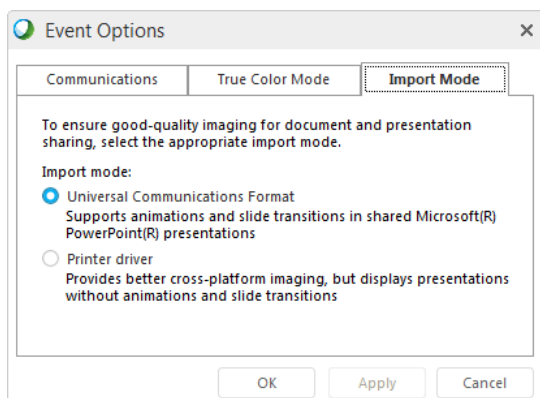 Event Options
Communications
True Color Mode
Import Mode
To ensure good-quality imaging for document and presentation
sharing, select the appropriate import mode.
Import mode:
Universal Communications Format
Supports animations and slide transitions in shared Microsoft(R)
PowerPoint(R) presentations
Printer driver
Provides better cross-platform imaging, but displays presentations
without animations and slide transitions
OK
Apply
Cancel